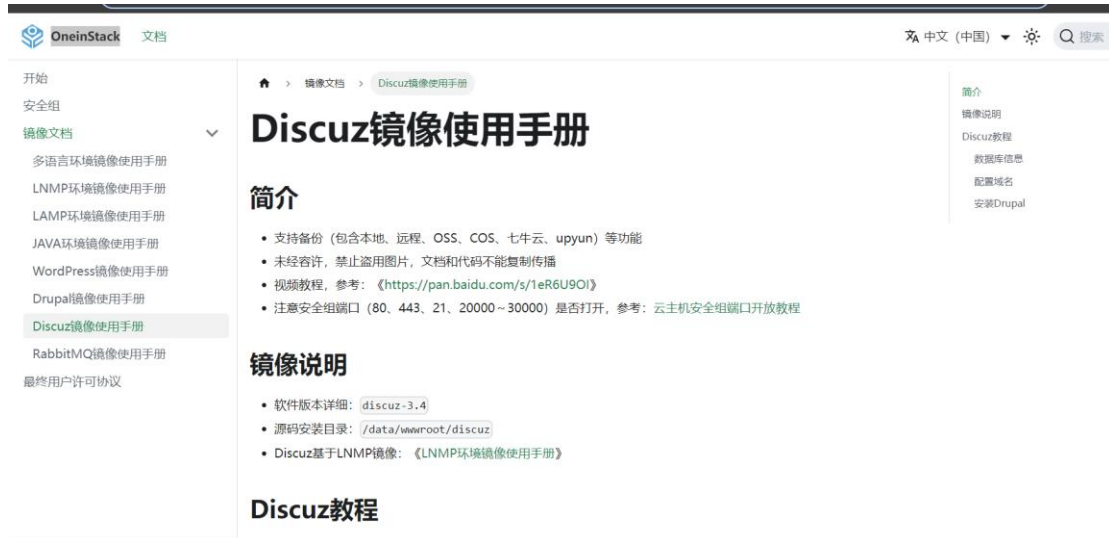 OneinStack 文档
中文 (中国)
搜索
开始
安全组
镜像文档
多语言环境镜像使用手册
LNMP环境镜像使用手册
LAMP环境镜像使用手册
JAVA环境镜像使用手册
WordPress镜像使用手册
Drupal镜像使用手册
Discuz镜像使用手册
RabbitMQ镜像使用手册
最终用户许可协议
镜像文档 > Discuz镜像使用手册
Discuz镜像使用手册
简介
支持备份（包含本地、远程、OSS、COS、七牛云、upyun）等功能
未经容许，禁止盗用图片，文档和代码不能复制传播
视频教程，参考：《https://pan.baidu.com/s/1eR6U9OI》
注意安全组端口（80、443、21、20000～30000）是否打开，参考：云主机安全组端口开放教程
镜像说明
软件版本详细：discuz-3.4
源码安装目录：/data/wwwroot/discuz
Discuz基于LNMP镜像：《LNMP环境镜像使用手册》
Discuz教程
简介
镜像说明
Discuz教程
数据库信息
配置域名
安装Drupal